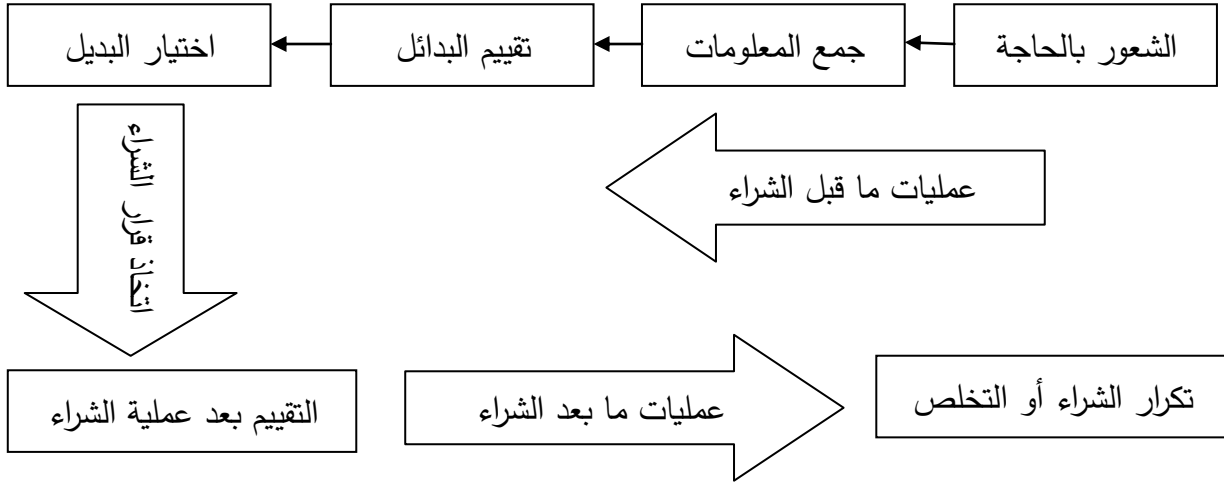 الشعور بالحاجة
جمع المعلومات
تقييم البدائل
اختيار البديل
عمليات ما قبل الشراء
اتخاذ قرار الشراء
التقييم بعد عملية الشراء
عمليات ما بعد الشراء
تكرار الشراء أو التخلص